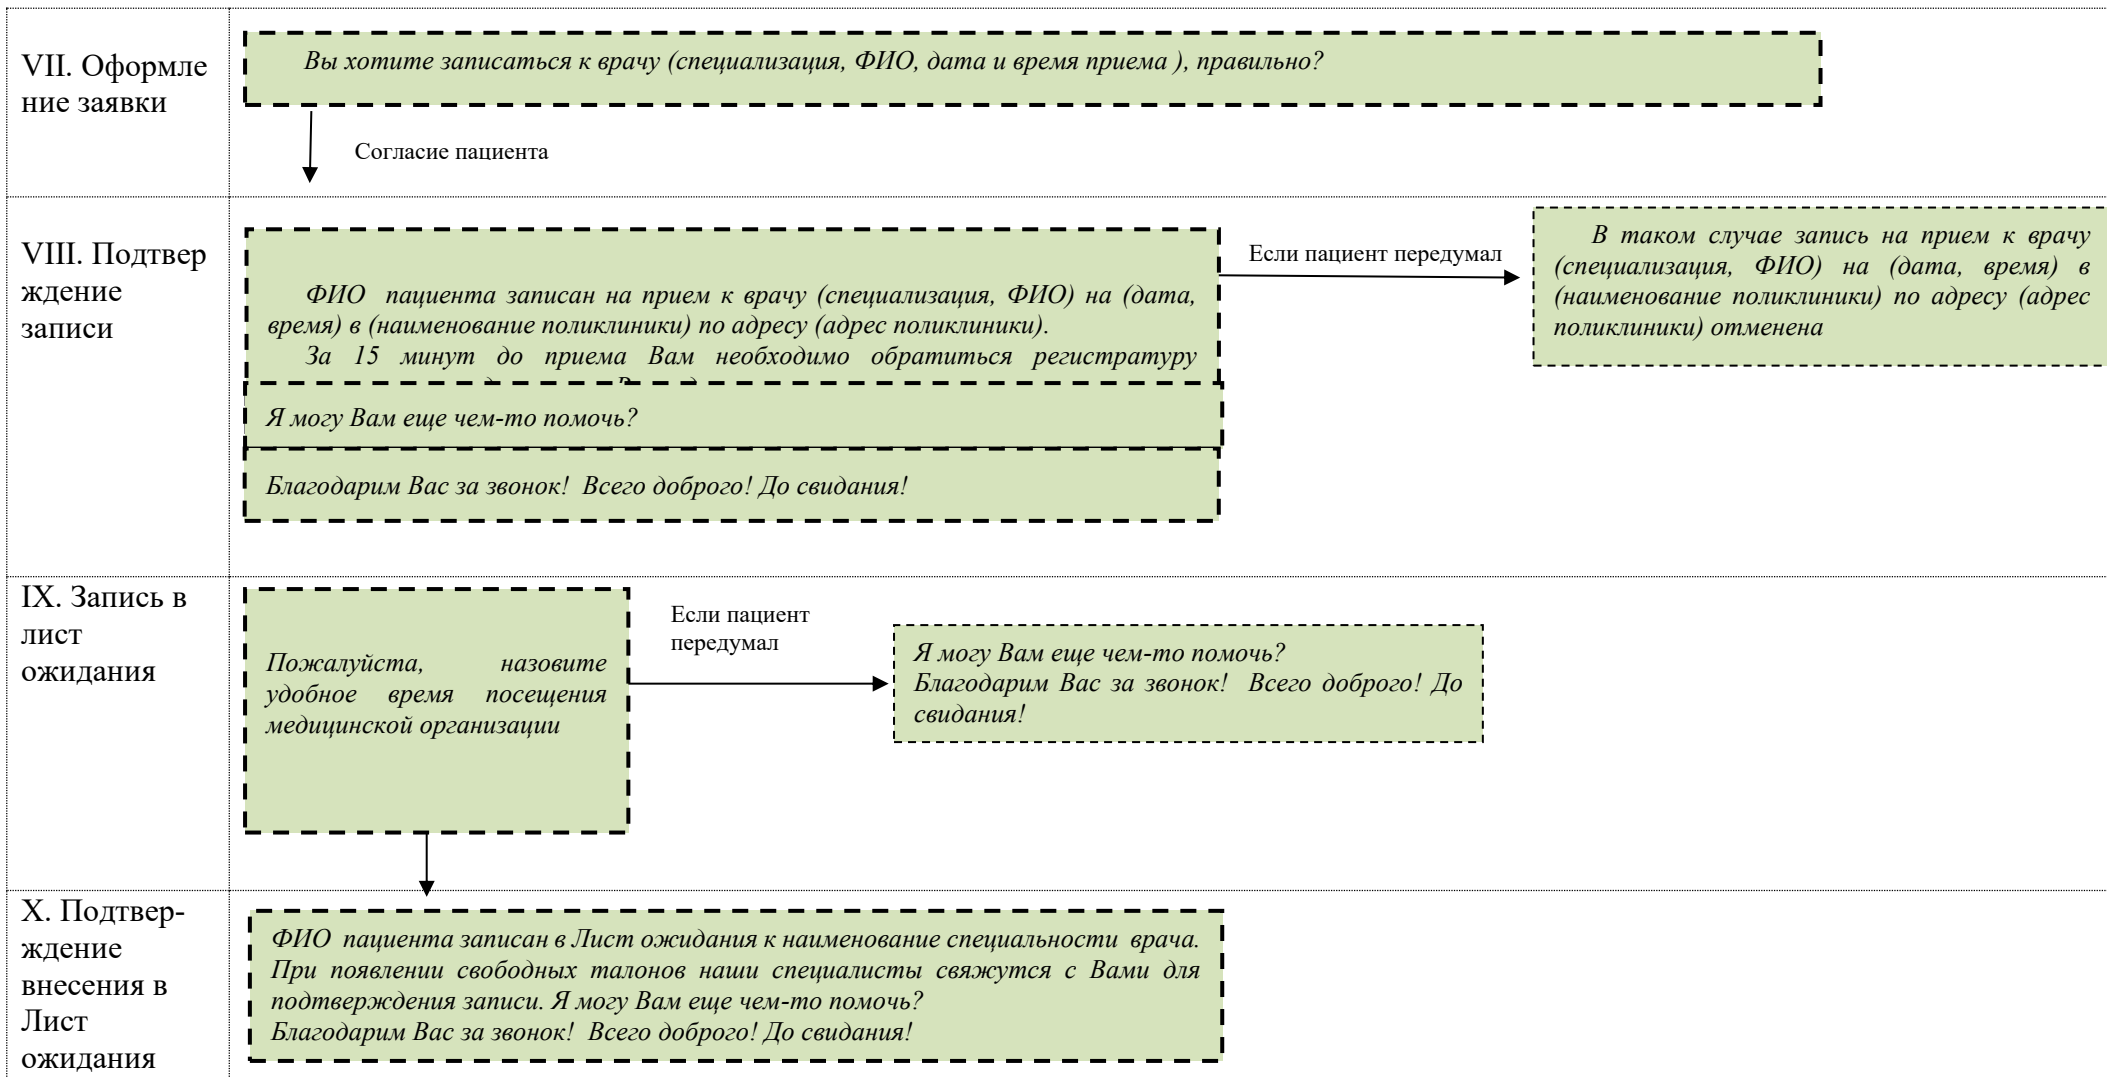 VII. Оформле
ние заявки
Вы хотите записаться к врачу (специализация, ФИО, дата и время приема ), правильно?
Согласие пациента
VIII. Подтвер
ждение
записи
ФИО пациента записан на прием к врачу (специализация, ФИО) на (дата,
время) в (наименование поликлиники) по адресу (адрес поликлиники).
За 15 минут до приема Вам необходимо обратиться регистратуру
Я могу Вам еще чем-то помочь?
Благодарим Вас за звонок! Всего доброго! До свидания!
Если пациент передумал
В таком случае запись на прием к врачу
(специализация, ФИО) на (дата, время) в
(наименование поликлиники) по адресу (адрес
поликлиники) отменена
IX. Запись в
лист
ожидания
Пожалуйста, назовите
удобное время посещения
медицинской организации
Если пациент
передумал
Я могу Вам еще чем-то помочь?
Благодарим Вас за звонок! Всего доброго! До
свидания!
X. Подтвер-
ждение
внесения в
Лист
ожидания
ФИО пациента записан в Лист ожидания к наименование специальности врача.
При появлении свободных талонов наши специалисты свяжутся с Вами для
подтверждения записи. Я могу Вам еще чем-то помочь?
Благодарим Вас за звонок! Всего доброго! До свидания!